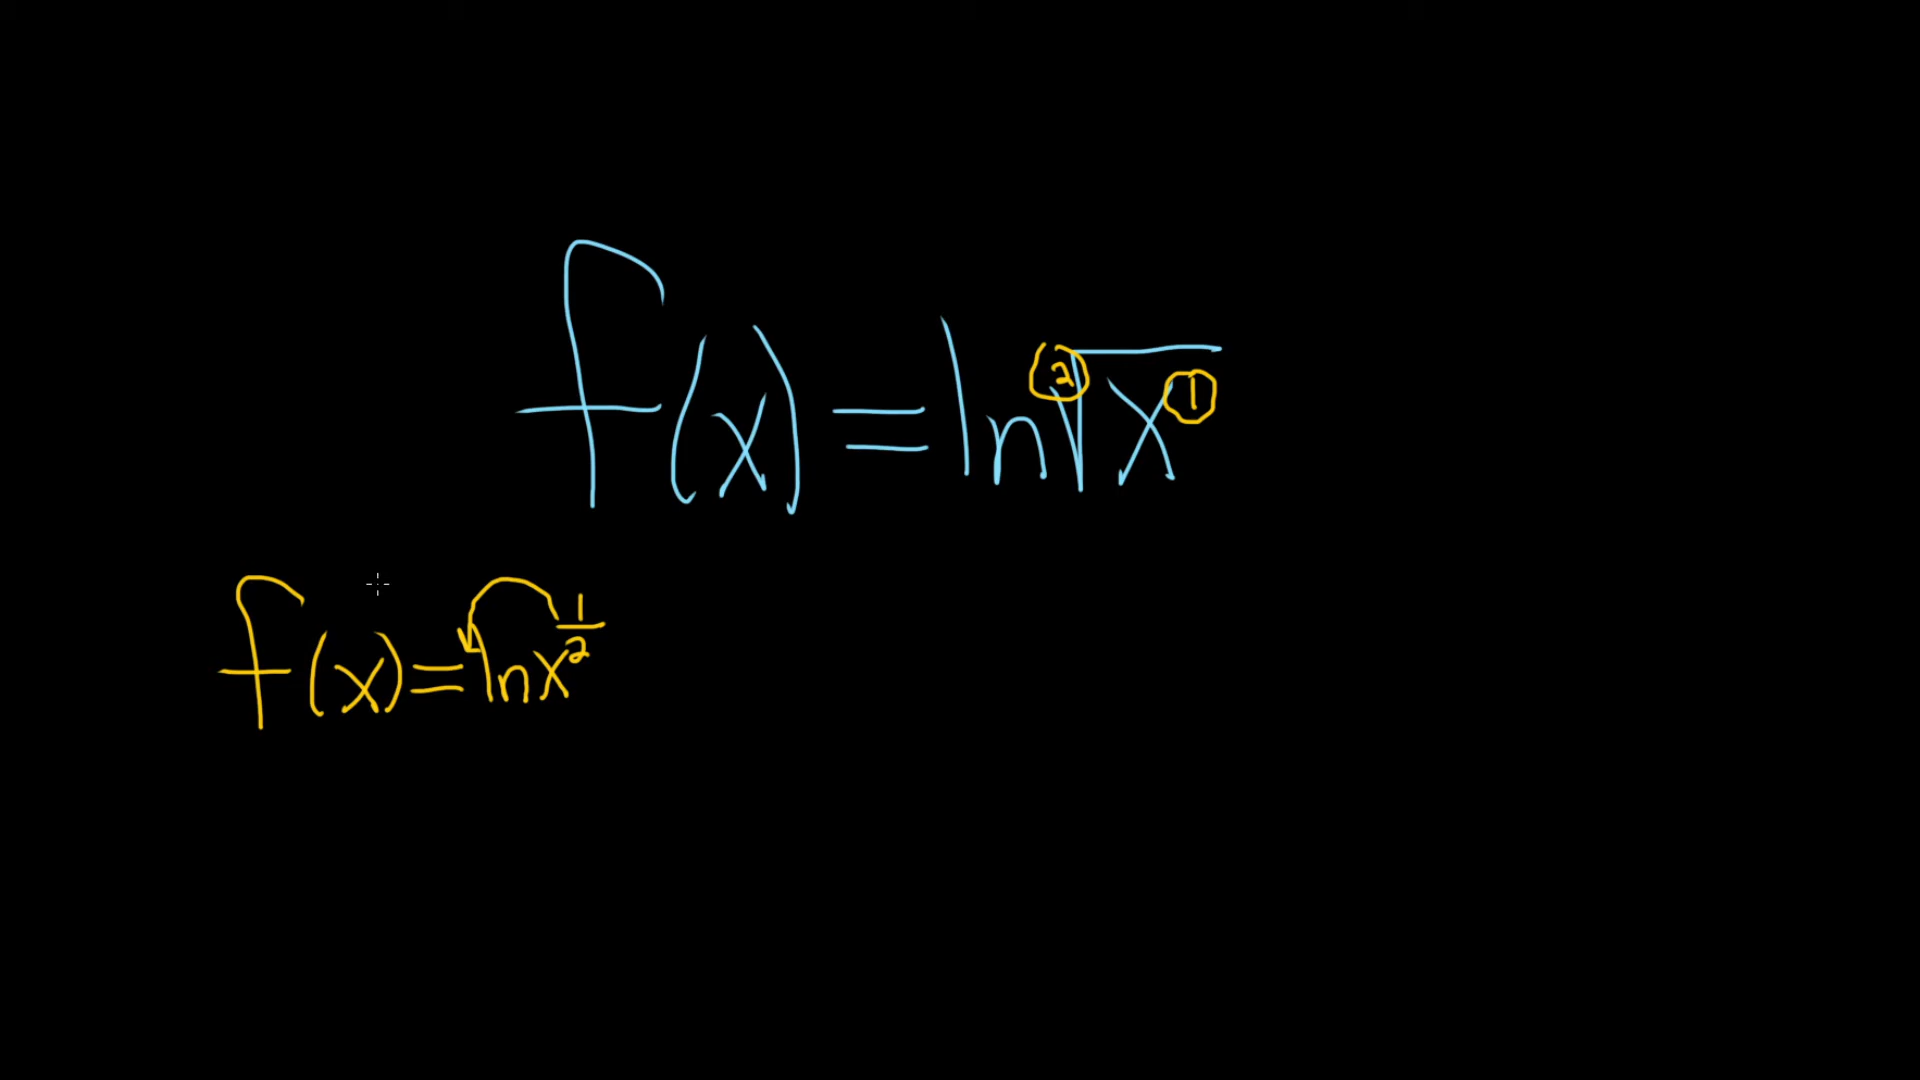 f(x) = ln ²√x¹
f(x) = ln x^(1/2)